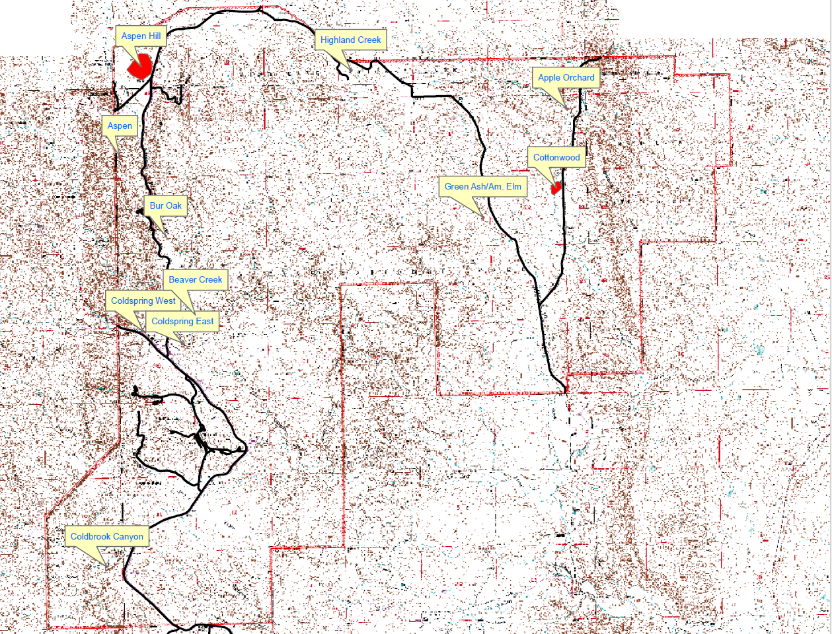 Aspen Hill
Highland Creek
Apple Orchard
Aspen
Cottonwood
Green Ash/Am. Elm
Bur Oak
Beaver Creek
Coldspring West
Coldspring East
Coldbrook Canyon